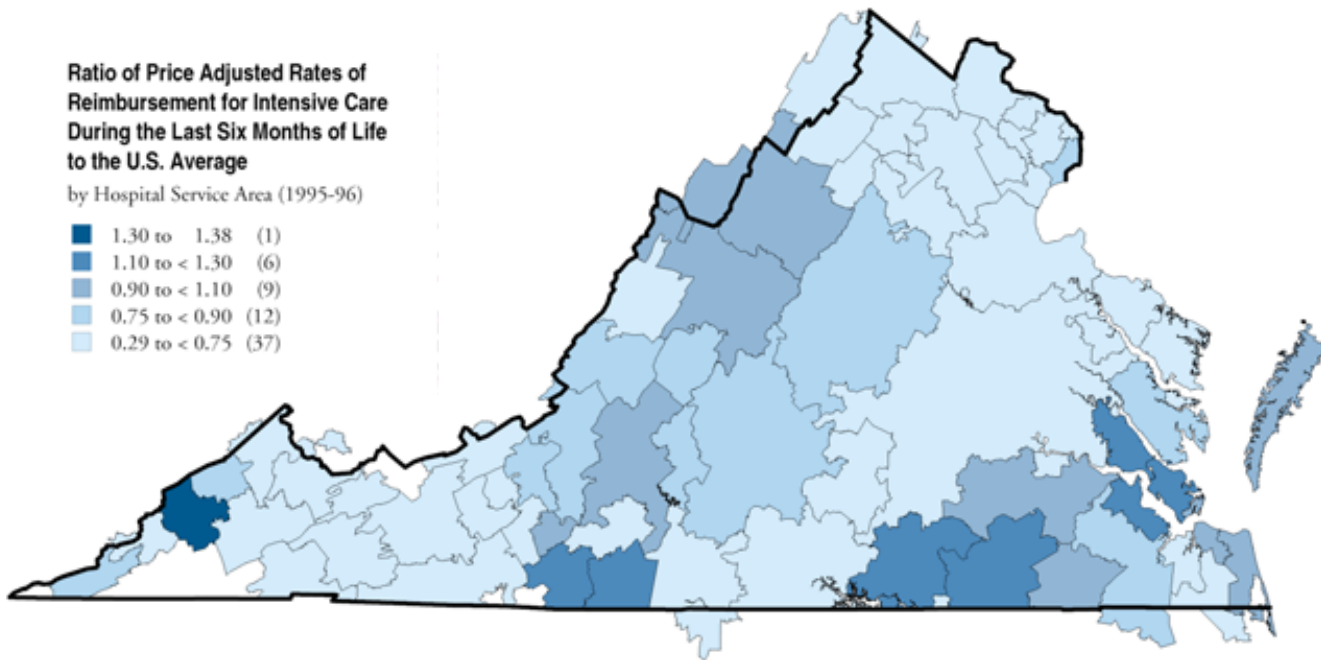 Ratio of Price Adjusted Rates of
Reimbursement for Intensive Care
During the Last Six Months of Life
to the U.S. Average
by Hospital Service Area (1995-96)
1.30 to 1.38 (1)
1.10 to < 1.30 (6)
0.90 to < 1.10 (9)
0.75 to < 0.90 (12)
0.29 to < 0.75 (37)